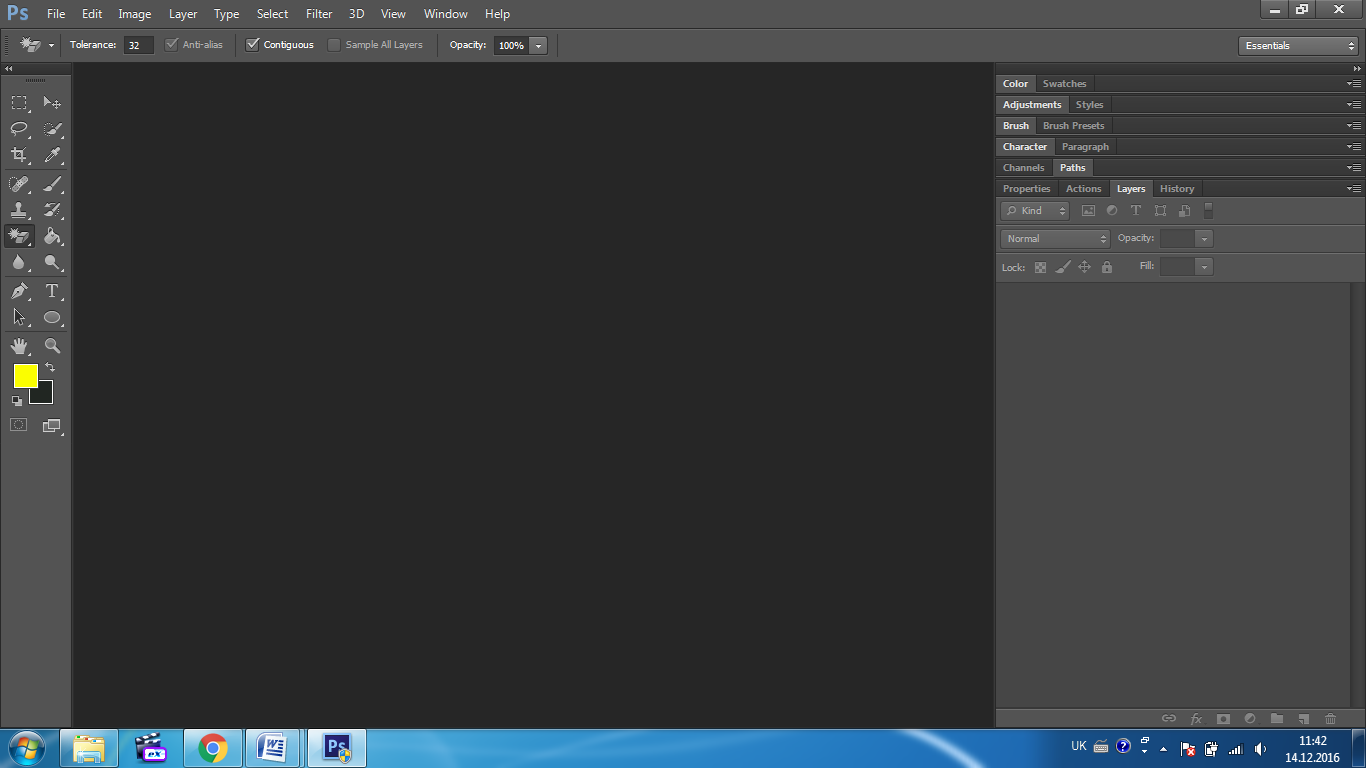 Ps File Edit Image Layer Type Select Filter 3D View Window Help
Tolerance: 32 Anti-alias Contiguous Sample All Layers Opacity: 100% Essentials
Color Swatches
Adjustments Styles
Brush Brush Presets
Character Paragraph
Channels Paths
Properties Actions Layers History
Kind T
Normal Opacity:
Lock: Fill:
T
fx
ex W Ps UK ? 11:42
14.12.2016